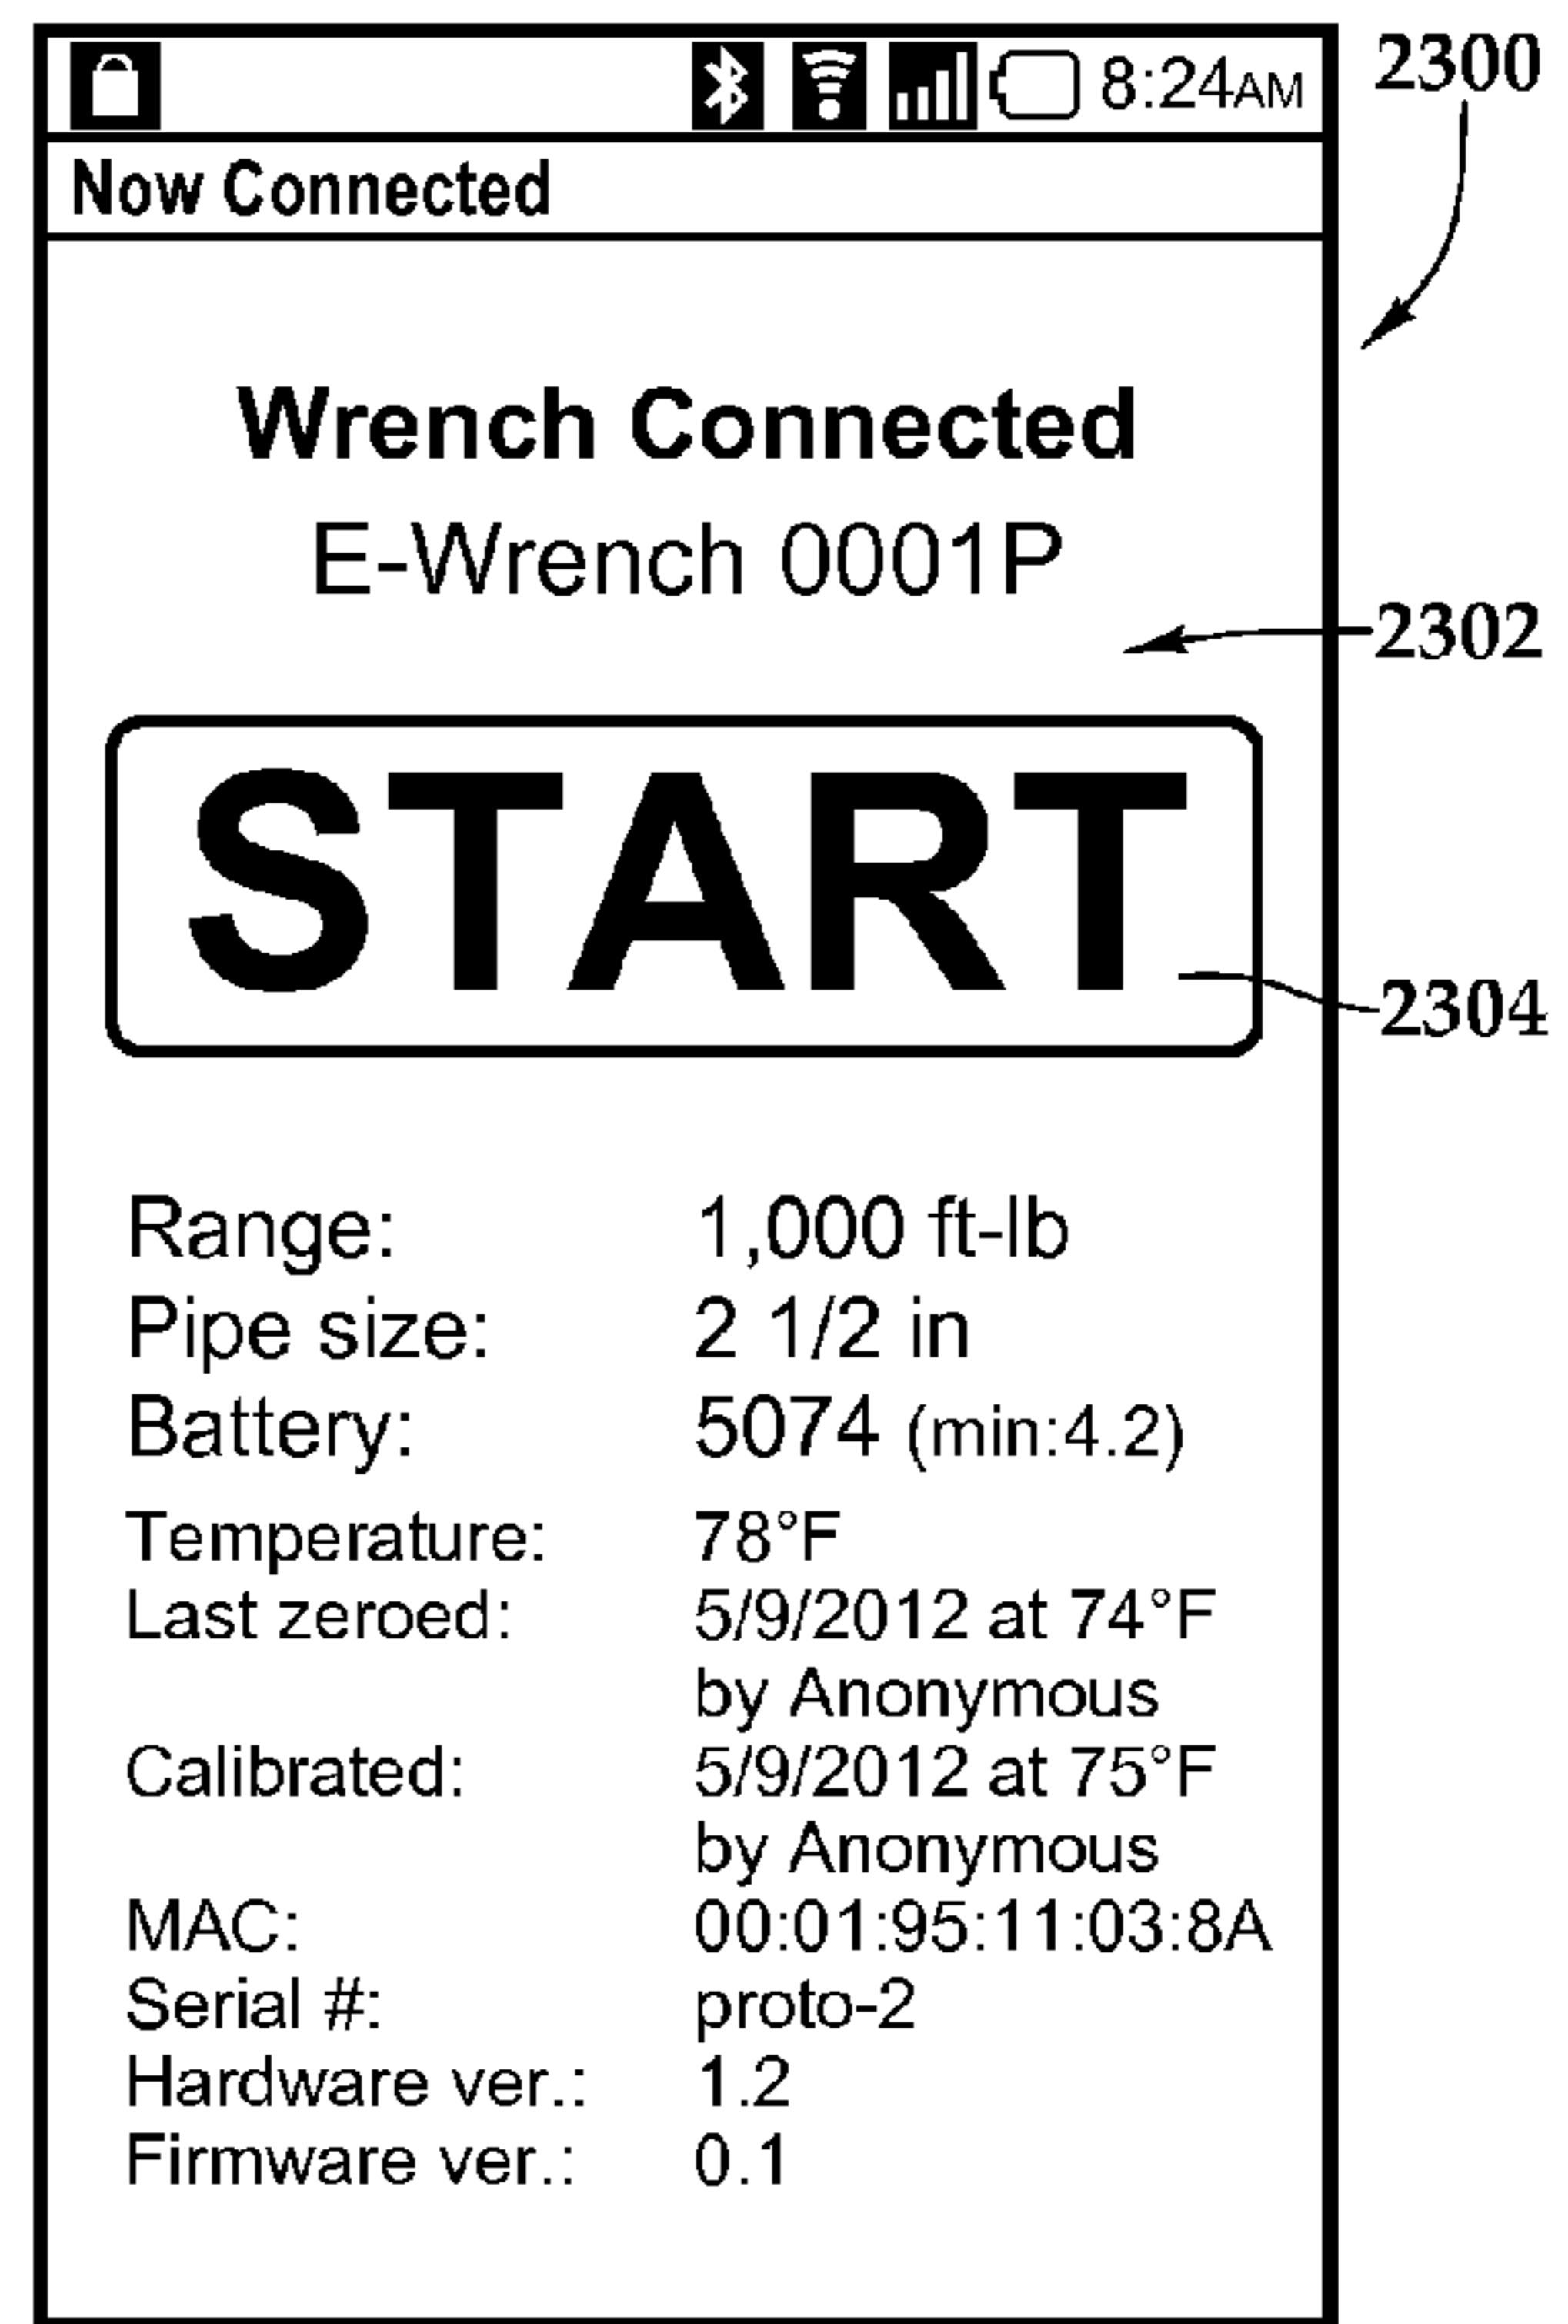 8:24AM
2300
Now Connected
Wrench Connected
E-Wrench 0001P
2302
START
2304
Range: 1,000 ft-lb
Pipe size: 2 1/2 in
Battery: 5074 (min:4.2)
Temperature: 78°F
Last zeroed: 5/9/2012 at 74°F
by Anonymous
Calibrated: 5/9/2012 at 75°F
by Anonymous
MAC: 00:01:95:11:03:8A
Serial #: proto-2
Hardware ver.: 1.2
Firmware ver.: 0.1